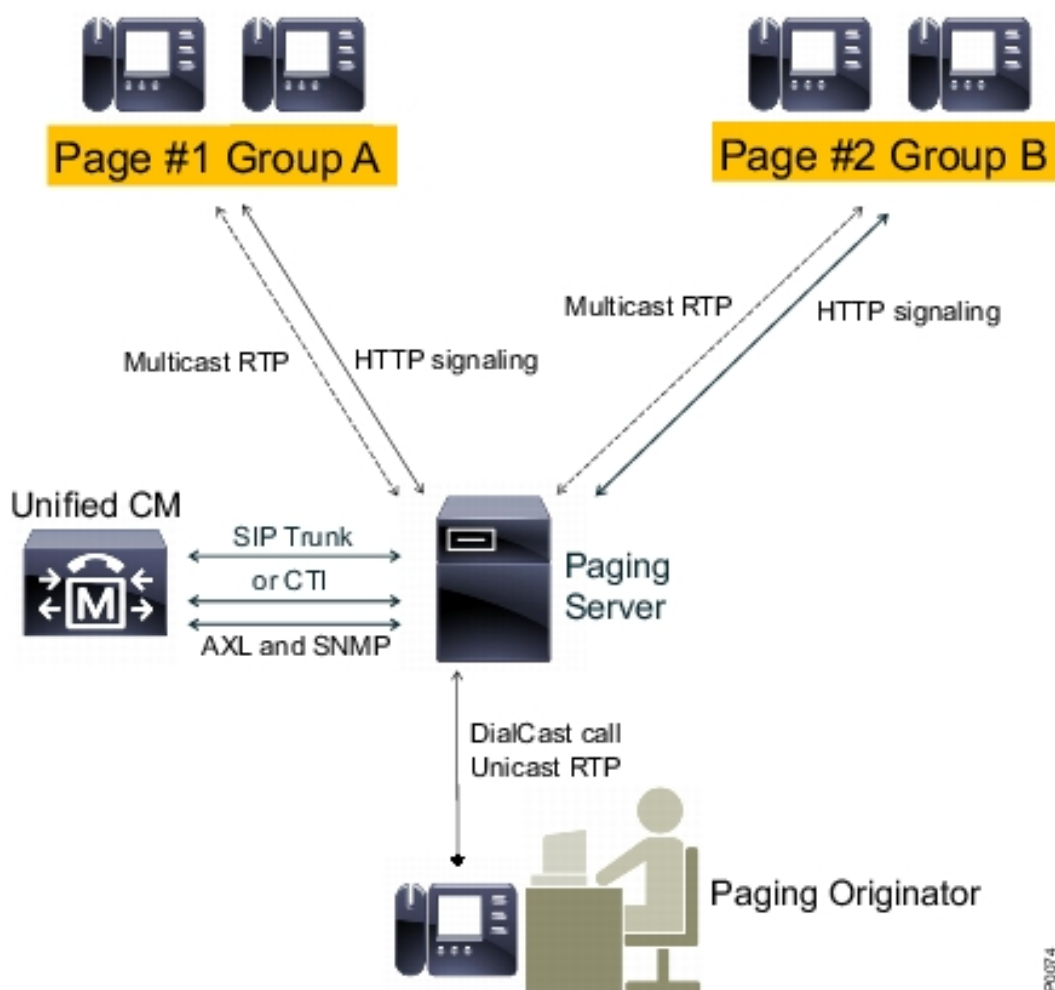 Page #1 Group A
Page #2 Group B
Multicast RTP
HTTP signaling
Multicast RTP
HTTP signaling
Unified CM
SIP Trunk
or CTI
AXL and SNMP
M
Paging
Server
DialCast call
Unicast RTP
Paging Originator
P0074